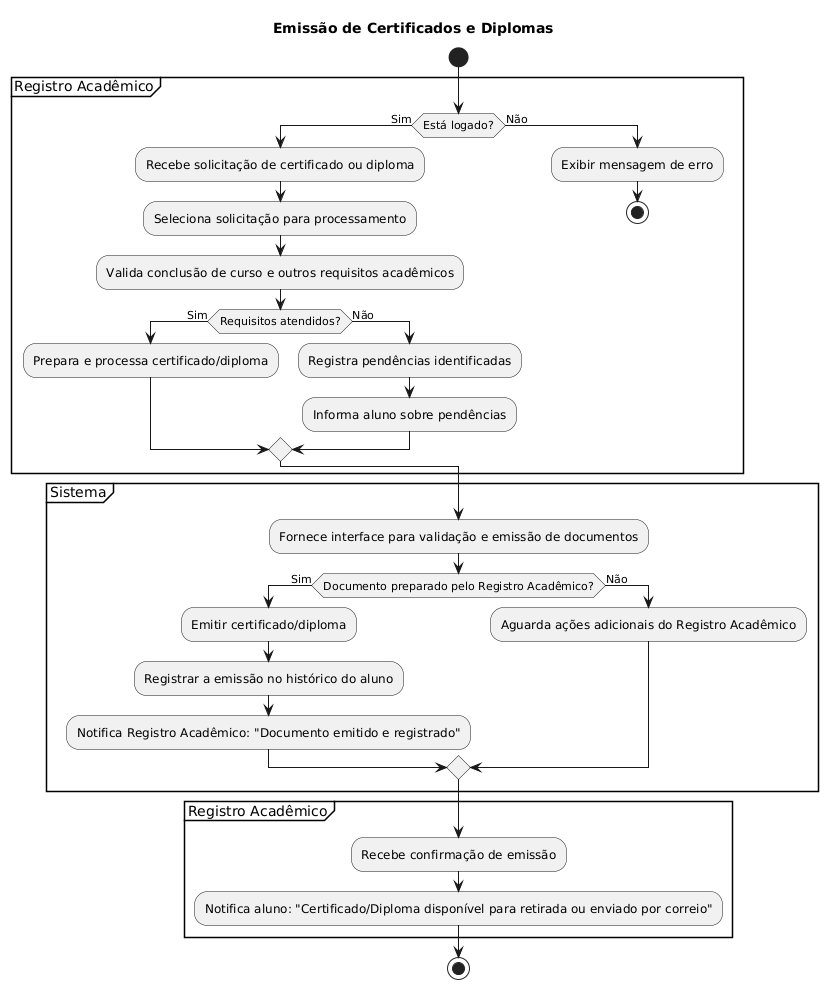 Emissão de Certificados e Diplomas
Registro Acadêmico
Está logado?
Sim
Não
Recebe solicitação de certificado ou diploma
Exibir mensagem de erro
Seleciona solicitação para processamento
Valida conclusão de curso e outros requisitos acadêmicos
Requisitos atendidos?
Sim
Não
Prepara e processa certificado/diploma
Registra pendências identificadas
Informa aluno sobre pendências
Sistema
Fornece interface para validação e emissão de documentos
Documento preparado pelo Registro Acadêmico?
Sim
Não
Emitir certificado/diploma
Aguarda ações adicionais do Registro Acadêmico
Registrar a emissão no histórico do aluno
Notifica Registro Acadêmico: "Documento emitido e registrado"
Registro Acadêmico
Recebe confirmação de emissão
Notifica aluno: "Certificado/Diploma disponível para retirada ou enviado por correio"